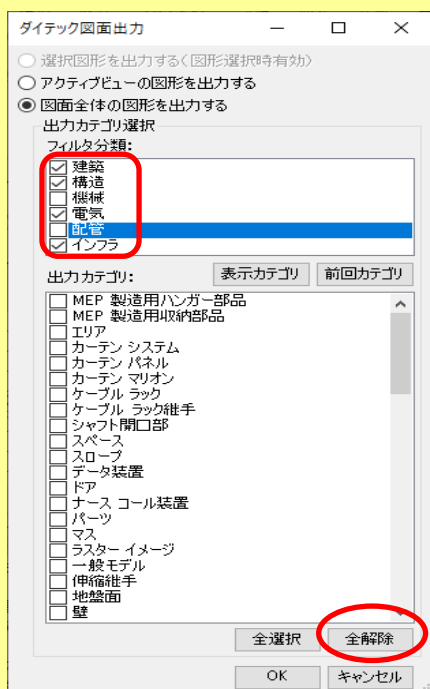 ダイテック図面出力
選択図形を出力する(図形選択時有効)
アクティブビューの図形を出力する
図面全体の図形を出力する
出力カテゴリ選択
フィルタ分類:
建築
構造
機械
電気
配管
インフラ
出力カテゴリ:
表示カテゴリ
前回カテゴリ
MEP 製造用ハンガー部品
MEP 製造用収納部品
エリア
カーテン システム
カーテン パネル
カーテン マリオン
ケーブル ラック
ケーブル ラック継手
シャフト開口部
スペース
スロープ
データ装置
ドア
ナース コール装置
パーツ
マス
ラスター イメージ
一般モデル
伸縮継手
地盤面
壁
全選択
全解除
OK
キャンセル